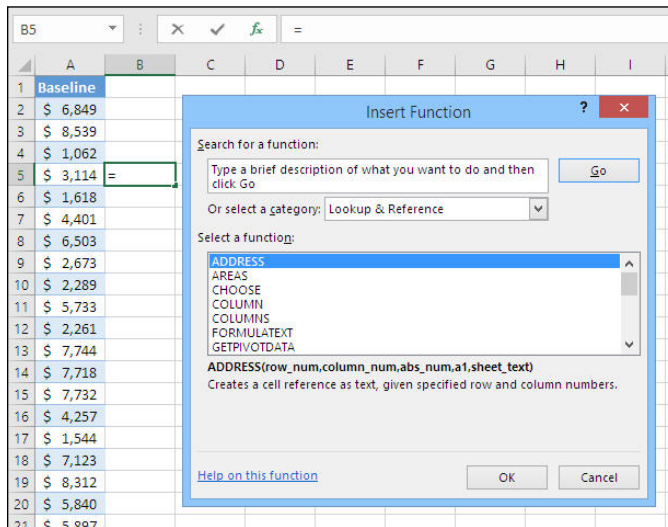 B5 fx =
A B C D E F G H I
1 Baseline
2 $ 6,849
3 $ 8,539
4 $ 1,062
5 $ 3,114 =
6 $ 1,618
7 $ 4,401
8 $ 6,503
9 $ 2,673
10 $ 2,289
11 $ 5,733
12 $ 2,261
13 $ 7,744
14 $ 7,718
15 $ 7,732
16 $ 4,257
17 $ 1,544
18 $ 7,123
19 $ 8,312
20 $ 5,840
21 $ 5,897
Insert Function ?
Search for a function:
Type a brief description of what you want to do and then
click Go
Go
Or select a category: Lookup & Reference
Select a function:
ADDRESS
AREAS
CHOOSE
COLUMN
COLUMNS
FORMULATEXT
GETPIVOTDATA
ADDRESS(row_num,column_num,abs_num,a1,sheet_text)
Creates a cell reference as text, given specified row and column numbers.
Help on this function
OK Cancel